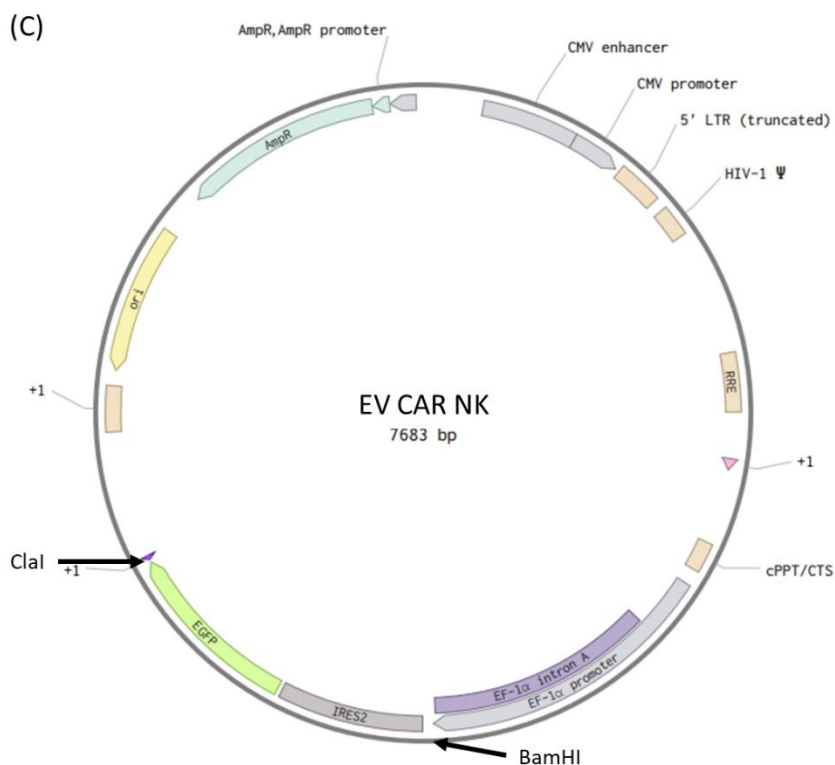 (C)
AmpR, AmpR promoter
CMV enhancer
CMV promoter
5' LTR (truncated)
HIV-1 Ψ
AmpR
ori
RRE
+1
EV CAR NK
7683 bp
+1
cPPT/CTS
ClaI
+1
EGFP
IRES2
EF-1α intron A
EF-1α promoter
BamHI